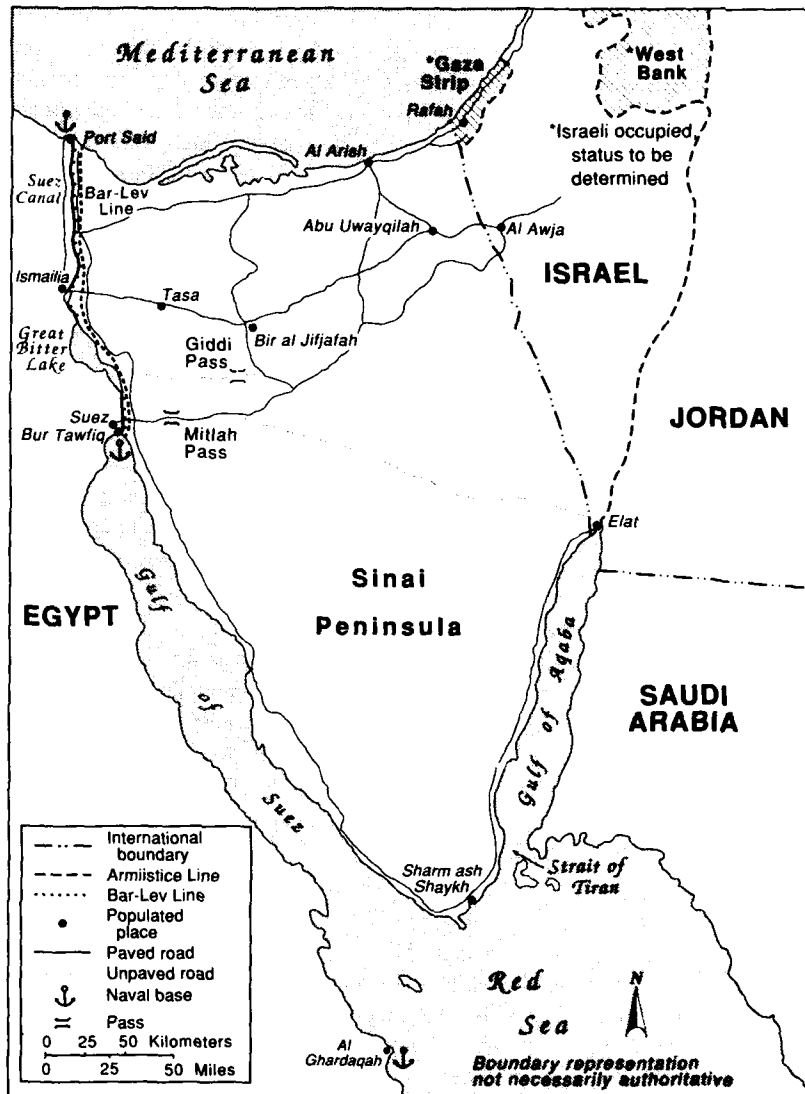 Mediterranean
Sea
*Gaza
Strip
Rafah
*West
Bank
*Israeli occupied
status to be
determined
Port Said
Al Arish
Suez
Canal
Bar-Lev
Line
Abu Uwayqilah
Al Awja
ISRAEL
Ismailia
Tasa
Great
Bitter
Lake
Giddi
Pass
Bir al Jifjafah
Suez
Bur Tawfiq
Mitlah
Pass
JORDAN
Elat
Sinai
Peninsula
EGYPT
Gulf
of
Suez
Gulf of Aqaba
SAUDI
ARABIA
Sharm ash
Shaykh
Strait of
Tiran
Red
Sea
N
Al
Ghardaqah
Boundary representation
not necessarily authoritative
International
boundary
Armiistice Line
Bar-Lev Line
Populated
place
Paved road
Unpaved road
Naval base
Pass
0 25 50 Kilometers
0 25 50 Miles